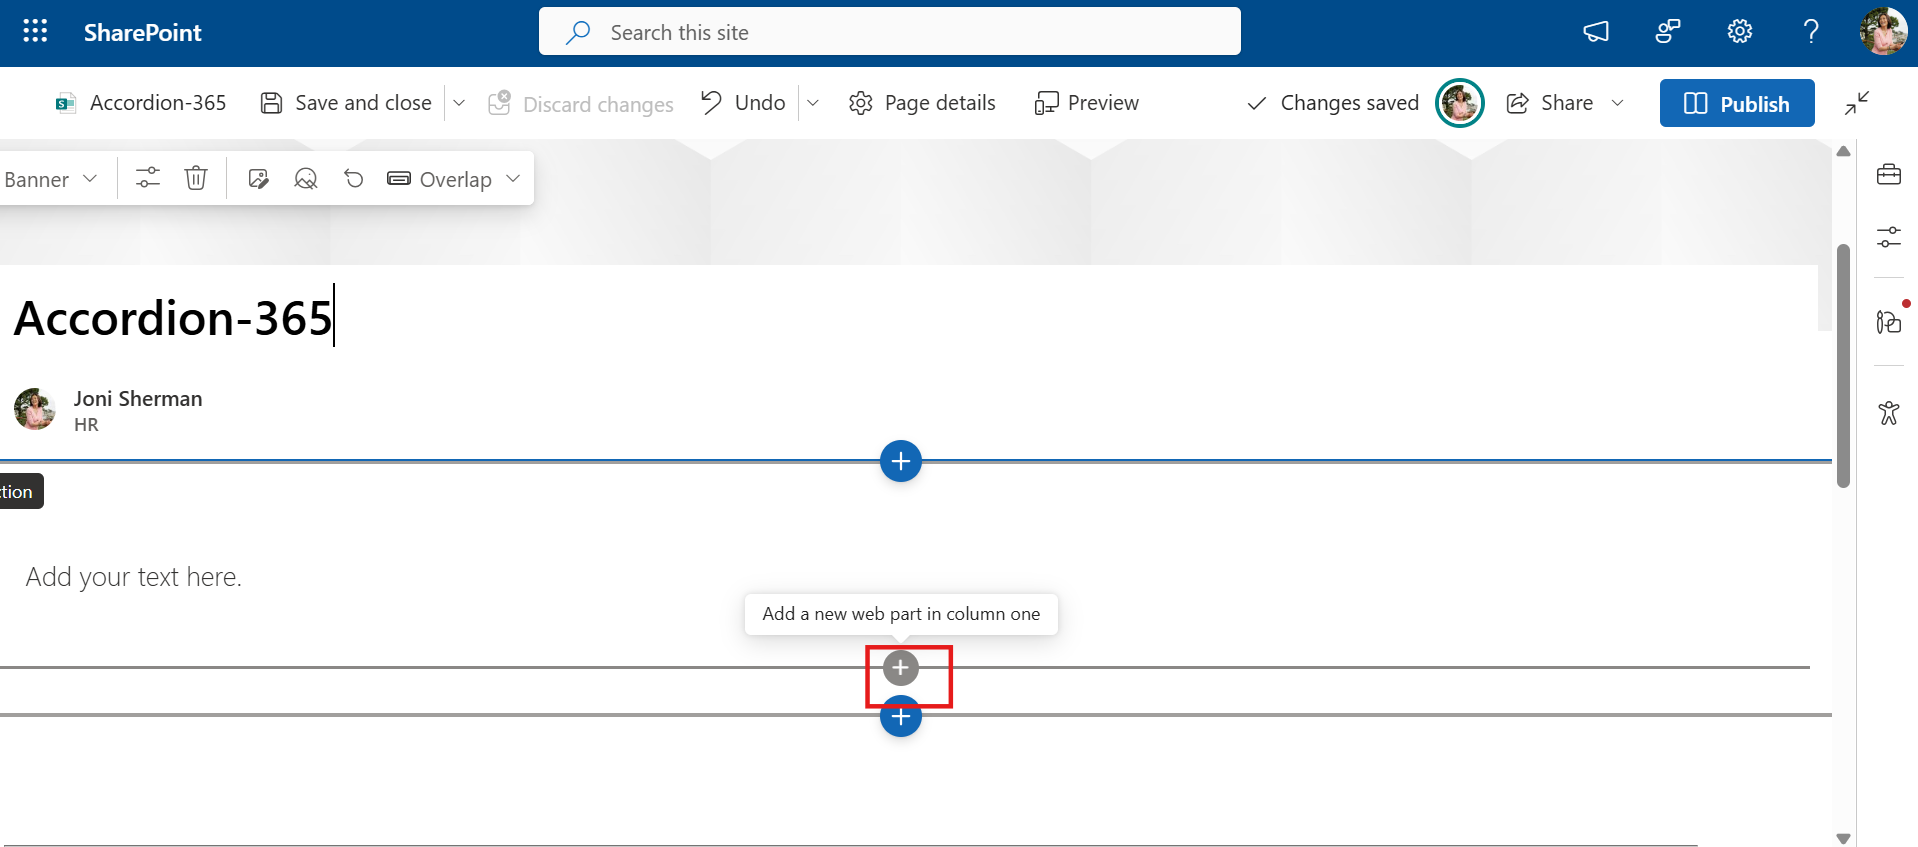 SharePoint
Search this site
Accordion-365
Save and close
Discard changes
Undo
Page details
Preview
Changes saved
Share
Publish
Banner
Overlap
Accordion-365
Joni Sherman
HR
tion
Add your text here.
Add a new web part in column one